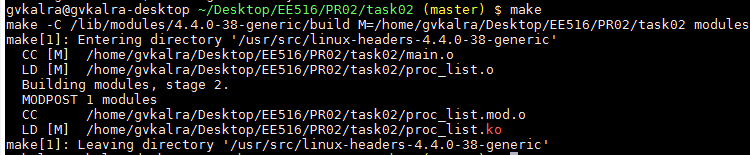 gvkalra@gvkalra-desktop ~/Desktop/EE516/PR02/task02 (master) $ make
make -C /lib/modules/4.4.0-38-generic/build M=/home/gvkalra/Desktop/EE516/PR02/task02 modules
make[1]: Entering directory '/usr/src/linux-headers-4.4.0-38-generic'
CC [M] /home/gvkalra/Desktop/EE516/PR02/task02/main.o
LD [M] /home/gvkalra/Desktop/EE516/PR02/task02/proc_list.o
Building modules, stage 2.
MODPOST 1 modules
CC /home/gvkalra/Desktop/EE516/PR02/task02/proc_list.mod.o
LD [M] /home/gvkalra/Desktop/EE516/PR02/task02/proc_list.ko
make[1]: Leaving directory '/usr/src/linux-headers-4.4.0-38-generic'